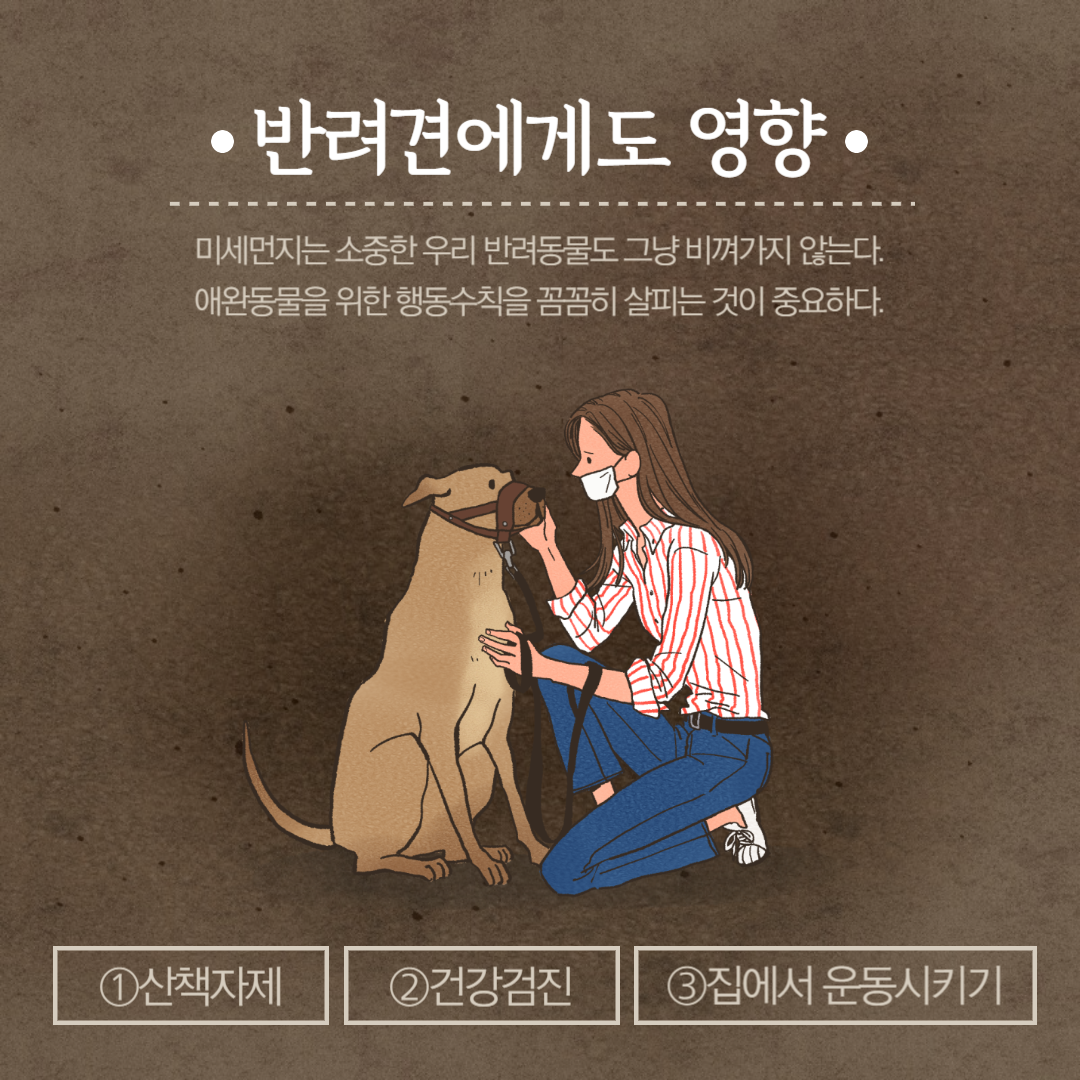 • 반려견에게도 영향 •
미세먼지는 소중한 우리 반려동물도 그냥 비껴가지 않는다.
애완동물을 위한 행동수칙을 꼼꼼히 살피는 것이 중요하다.
①산책자제
②건강검진
③집에서 운동시키기